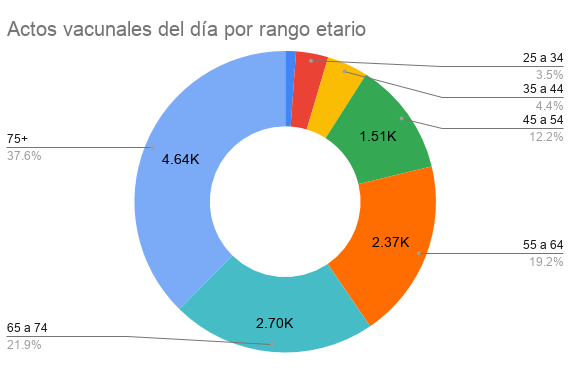 Actos vacunales del día por rango etario
25 a 34
3.5%
35 a 44
4.4%
45 a 54
12.2%
1.51K
75+
37.6%
4.64K
2.37K
55 a 64
19.2%
2.70K
65 a 74
21.9%